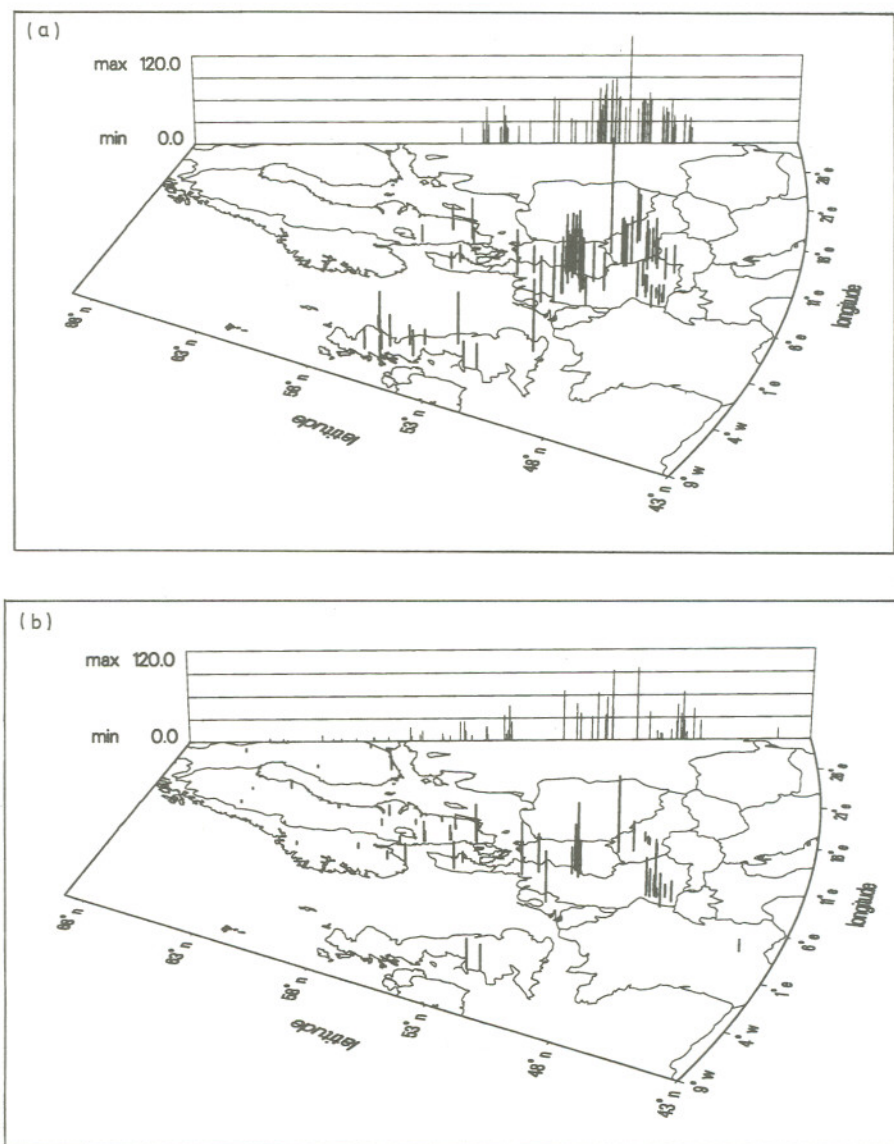 (a)
max 120.0
min 0.0
26° e
21° e
16° e
11° e
6° e
1° e
4° w
9° w
longitude
68° n
63° n
58° n
53° n
48° n
43° n
latitude
(b)
max 120.0
min 0.0
26° e
21° e
16° e
11° e
6° e
1° e
4° w
9° w
longitude
68° n
63° n
58° n
53° n
48° n
43° n
latitude